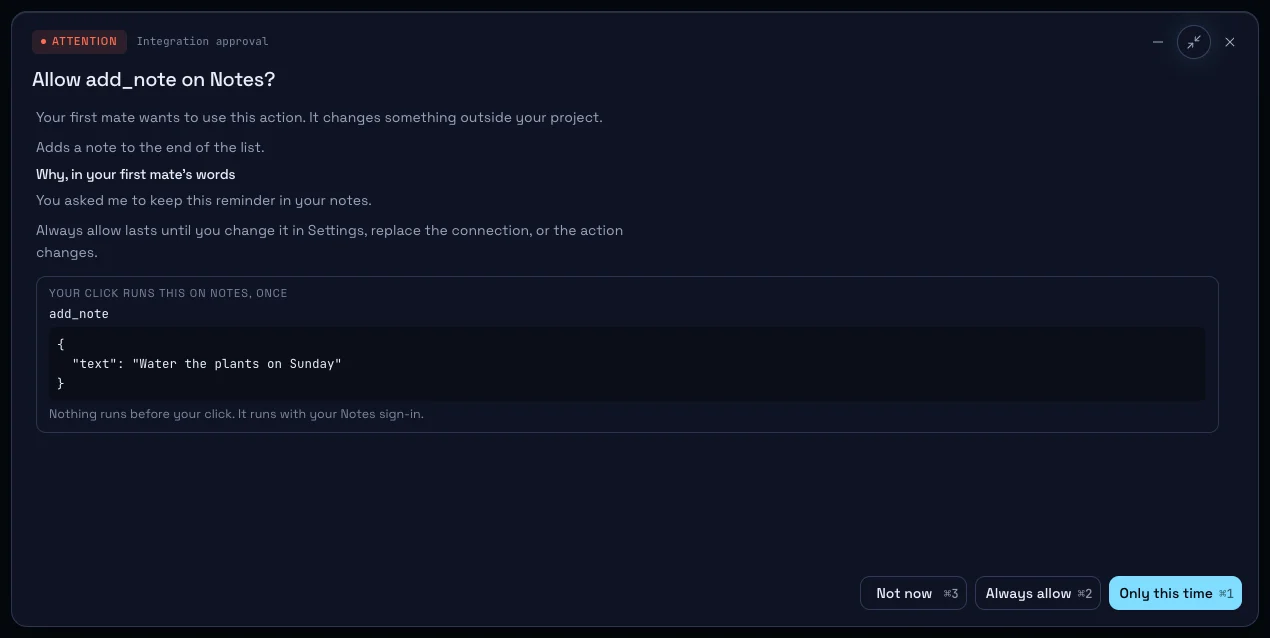 ATTENTION Integration approval
Allow add_note on Notes?
Your first mate wants to use this action. It changes something outside your project.
Adds a note to the end of the list.
Why, in your first mate's words
You asked me to keep this reminder in your notes.
Always allow lasts until you change it in Settings, replace the connection, or the action
changes.
YOUR CLICK RUNS THIS ON NOTES, ONCE
add_note
{
  "text": "Water the plants on Sunday"
}
Nothing runs before your click. It runs with your Notes sign-in.
Not now ⌘3 Always allow ⌘2 Only this time ⌘1